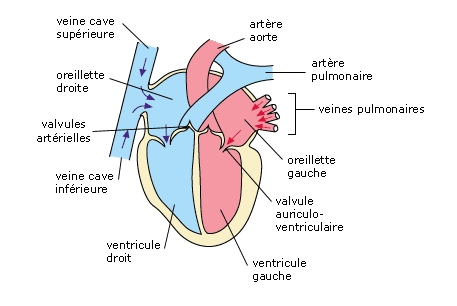 veine cave
supérieure
artère
aorte
oreillette
droite
artère
pulmonaire
veines pulmonaires
valvules
artérielles
oreillette
gauche
veine cave
inférieure
valvule
auriculo-
ventriculaire
ventricule
droit
ventricule
gauche